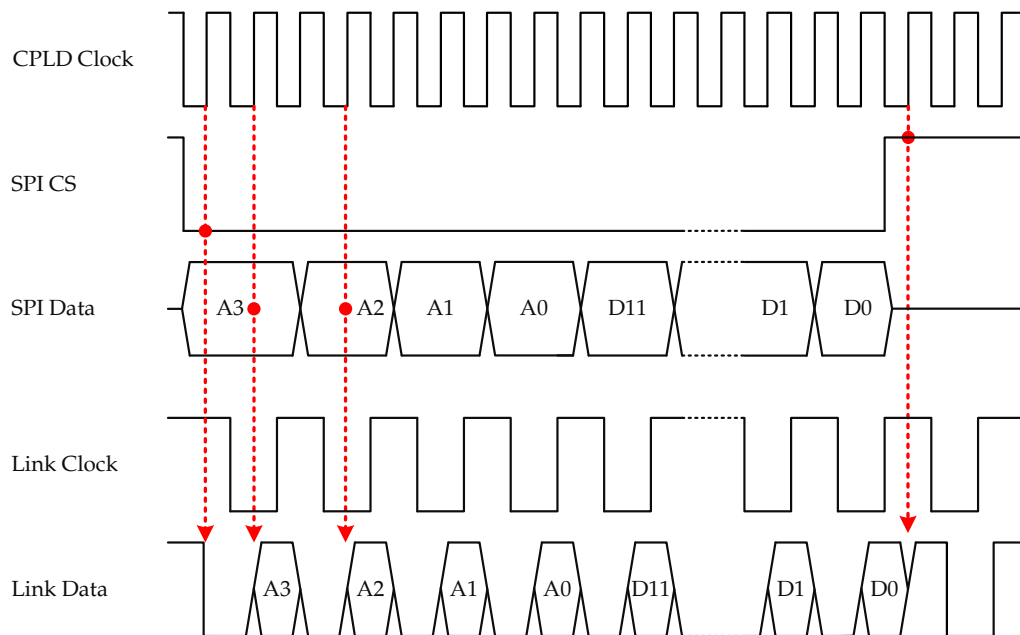 CPLD Clock
SPI CS
SPI Data
A3 A2 A1 A0 D11 D1 D0
Link Clock
Link Data
A3 A2 A1 A0 D11 D1 D0